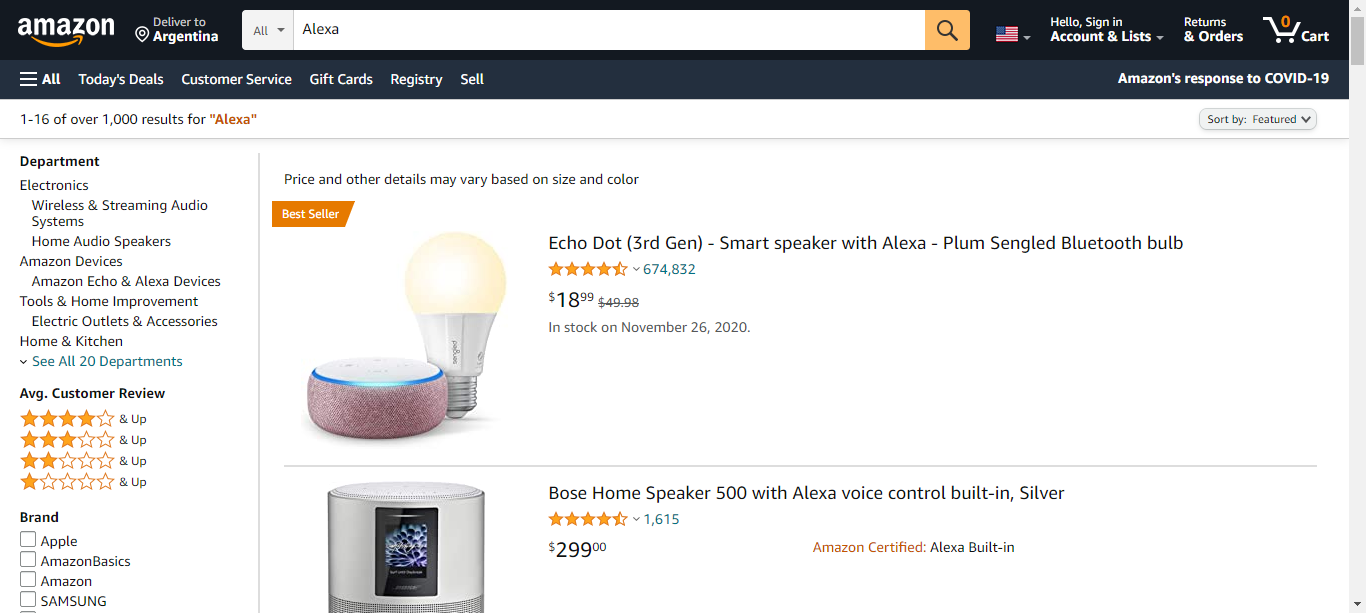 amazon
Deliver to
Argentina
All
Alexa
Hello, Sign in
Account & Lists
Returns
& Orders
0
Cart
All
Today's Deals
Customer Service
Gift Cards
Registry
Sell
Amazon's response to COVID-19
1-16 of over 1,000 results for "Alexa"
Sort by: Featured
Department
Electronics
Wireless & Streaming Audio
Systems
Home Audio Speakers
Amazon Devices
Amazon Echo & Alexa Devices
Tools & Home Improvement
Electric Outlets & Accessories
Home & Kitchen
See All 20 Departments
Avg. Customer Review
& Up
& Up
& Up
& Up
Brand
Apple
AmazonBasics
Amazon
SAMSUNG
Price and other details may vary based on size and color
Best Seller
sengled
Echo Dot (3rd Gen) - Smart speaker with Alexa - Plum Sengled Bluetooth bulb
674,832
$1899 $49.98
In stock on November 26, 2020.
Bose Home Speaker 500 with Alexa voice control built-in, Silver
1,615
$29900
Amazon Certified: Alexa Built-in